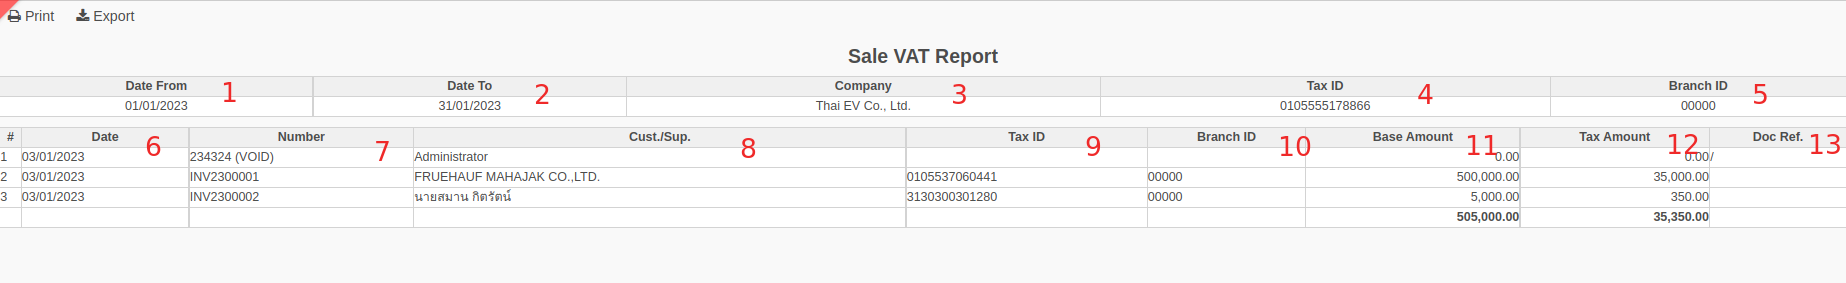 Print Export
Sale VAT Report
Date From 1 Date To 2 Company 3 Tax ID 4 Branch ID 5
01/01/2023 31/01/2023 Thai EV Co., Ltd. 0105555178866 00000
# Date 6 Number 7 Cust./Sup. 8 Tax ID 9 Branch ID 10 Base Amount 11 Tax Amount 12 Doc Ref. 13
1 03/01/2023 234324 (VOID) Administrator 0.00 0.00 /
2 03/01/2023 INV2300001 FRUEHAUF MAHAJAK CO.,LTD. 0105537060441 00000 500,000.00 35,000.00
3 03/01/2023 INV2300002 นายสมาน กิตรัตน์ 3130300301280 00000 5,000.00 350.00
505,000.00 35,350.00